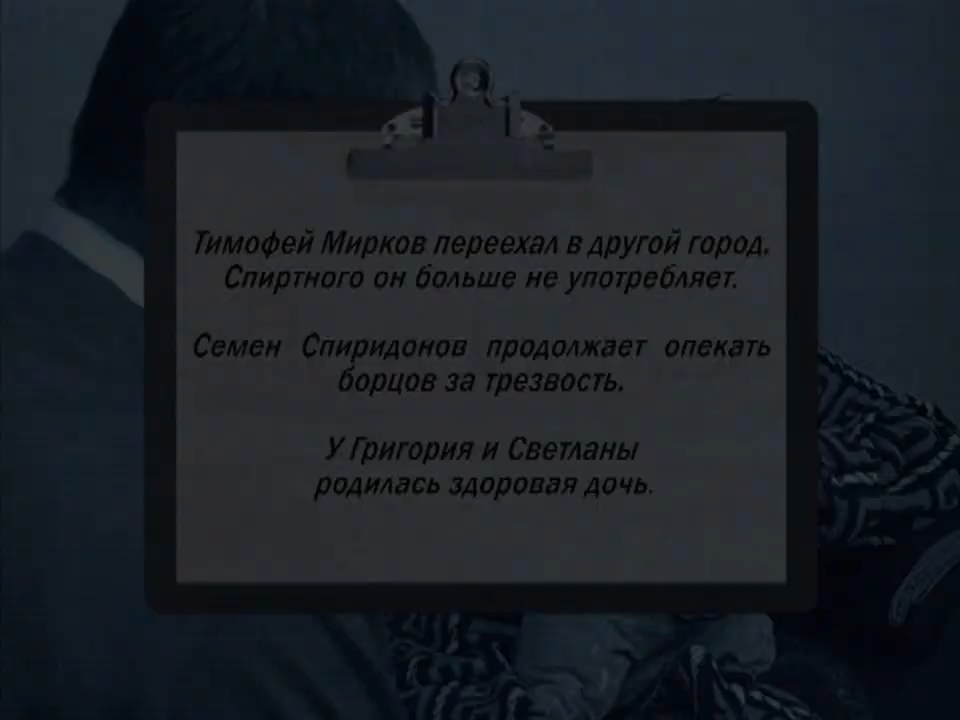 Тимофей Мирков переехал в другой город.
Спиртного он больше не употребляет.
Семен Спиридонов продолжает опекать
борцов за трезвость.
У Григория и Светланы
родилась здоровая дочь.